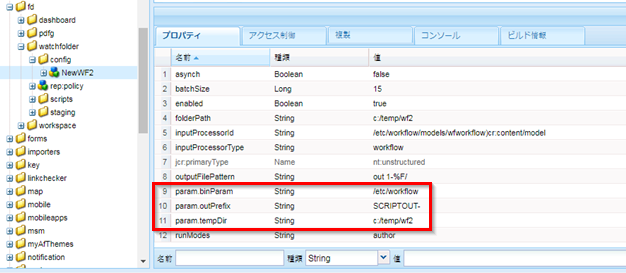 fd
dashboard
pdfg
watchfolder
config
NewWF2
rep:policy
scripts
staging
workspace
forms
importers
key
linkchecker
map
mobile
mobileapps
msm
myAfThemes
notification
プロパティ アクセス制御 複製 コンソール ビルド情報
名前 種類 値
1 asynch Boolean false
2 batchSize Long 15
3 enabled Boolean true
4 folderPath String c:/temp/wf2
5 inputProcessorId String /etc/workflow/models/wfworkflow)cr:content/model
6 inputProcessorType String workflow
7 jcr:primaryType Name nt:unstructured
8 outputFilePattern String out 1-%F/
9 param.binParam String /etc/workflow
10 param.outPrefix String SCRIPTOUT-
11 param.tempDir String c:/temp/wf2
12 runModes String author
名前 種類 String 値